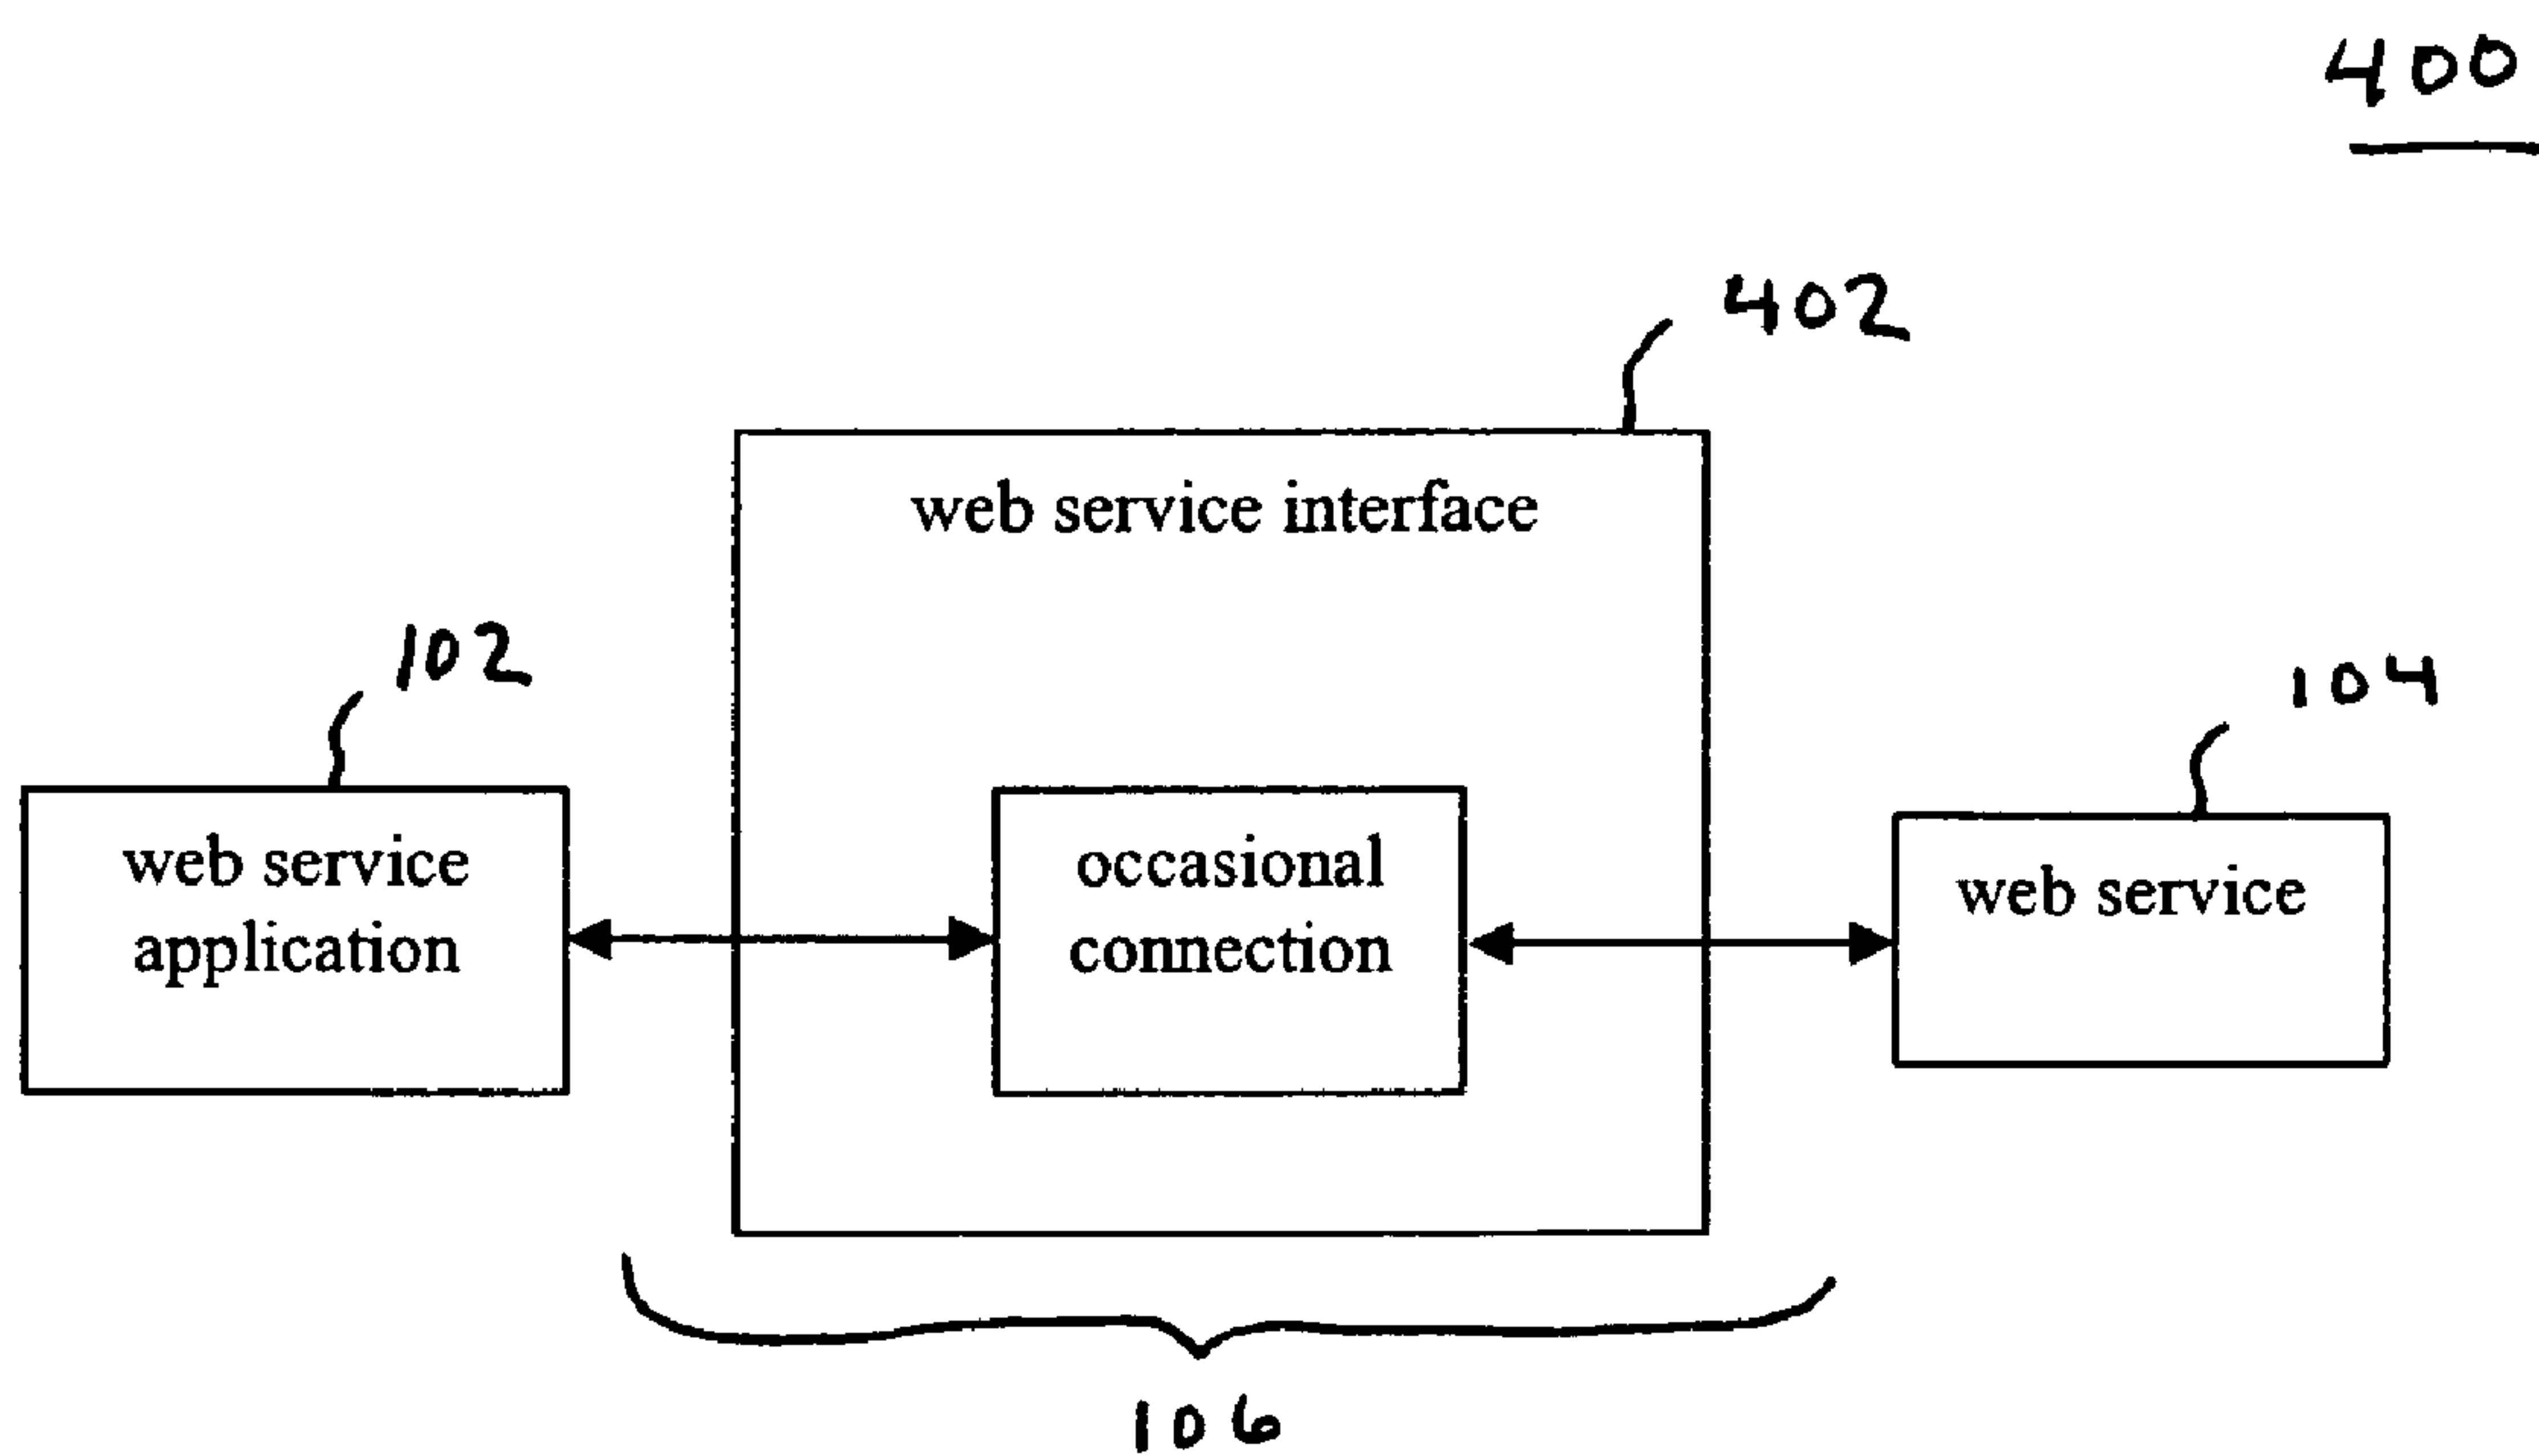 400
402
web service interface
102
104
web service
application
occasional
connection
web service
106